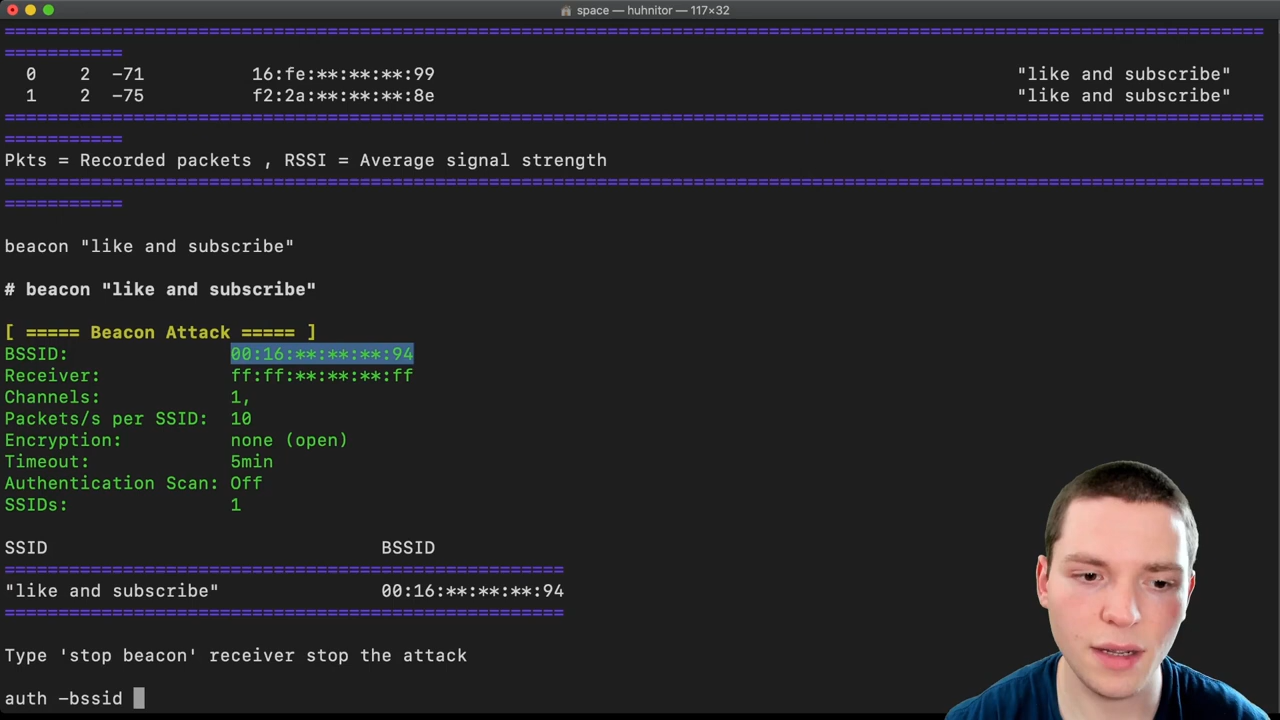 space — huhnitor — 117×32
===========
0 2 -71 16:fe:**:**:**:99 "like and subscribe"
1 2 -75 f2:2a:**:**:**:8e "like and subscribe"
===========
Pkts = Recorded packets , RSSI = Average signal strength
===========
beacon "like and subscribe"
# beacon "like and subscribe"
[ ===== Beacon Attack ===== ]
BSSID: 00:16:**:**:**:94
Receiver: ff:ff:**:**:**:ff
Channels: 1,
Packets/s per SSID: 10
Encryption: none (open)
Timeout: 5min
Authentication Scan: Off
SSIDs: 1
SSID BSSID
"like and subscribe" 00:16:**:**:**:94
Type 'stop beacon' receiver stop the attack
auth -bssid